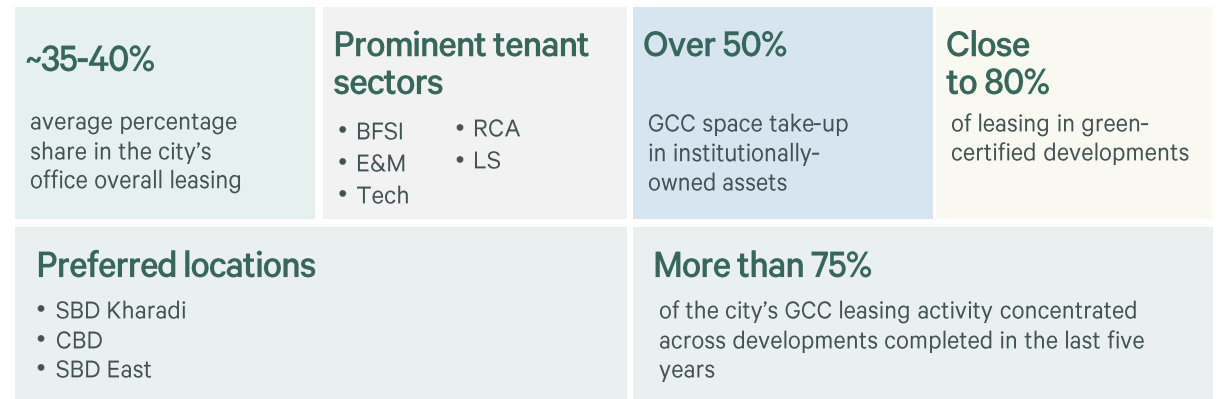 ~35-40%
average percentage
share in the city's
office overall leasing
Prominent tenant
sectors
• BFSI
• E&M
• Tech
• RCA
• LS
Over 50%
GCC space take-up
in institutionally-
owned assets
Close
to 80%
of leasing in green-
certified developments
Preferred locations
• SBD Kharadi
• CBD
• SBD East
More than 75%
of the city's GCC leasing activity concentrated
across developments completed in the last five
years